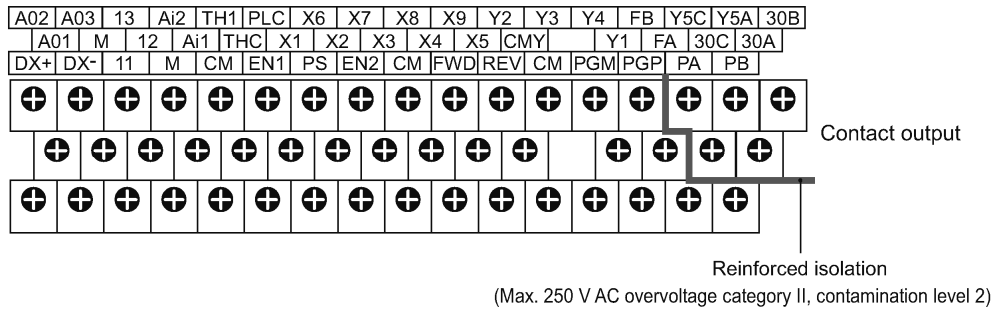 A02 A03 13 Ai2 TH1 PLC X6 X7 X8 X9 Y2 Y3 Y4 FB Y5C Y5A 30B
A01 M 12 Ai1 THC X1 X2 X3 X4 X5 CMY Y1 FA 30C 30A
DX+ DX- 11 M CM EN1 PS EN2 CM FWD REV CM PGM PGP PA PB
Contact output
Reinforced isolation
(Max. 250 V AC overvoltage category II, contamination level 2)